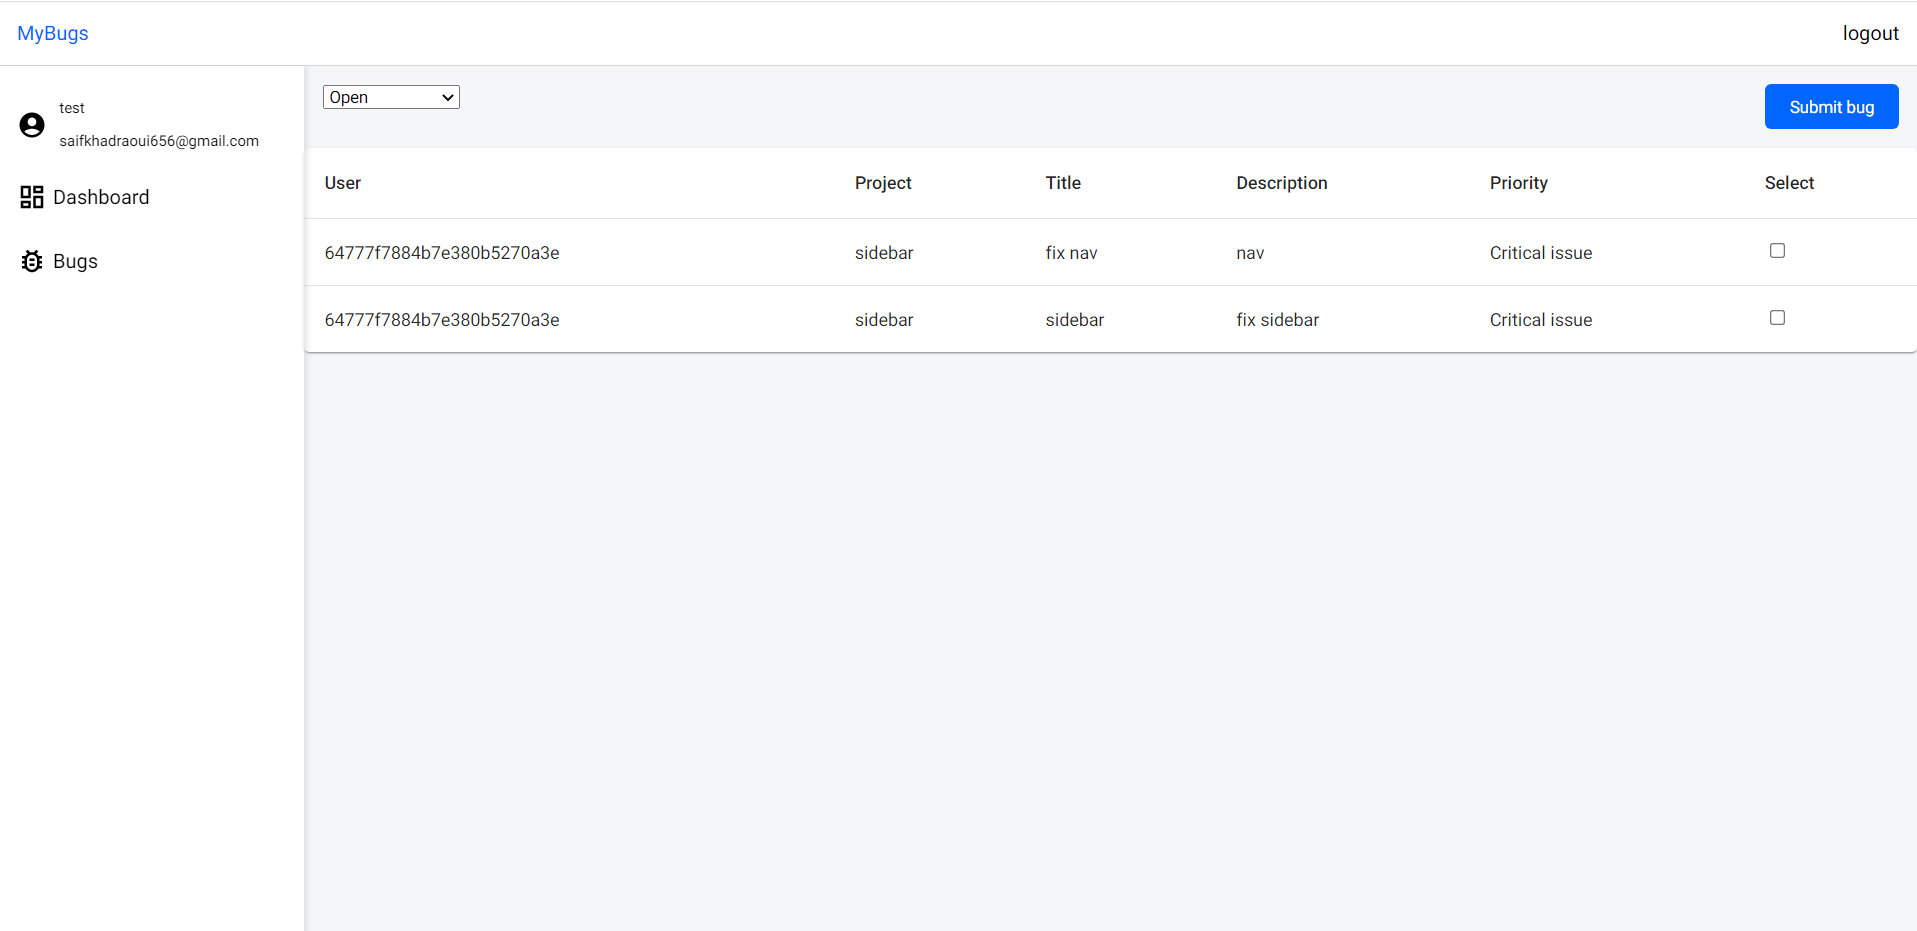 MyBugs logout
test
saifkhadraoui656@gmail.com
Dashboard
Bugs
Open
Submit bug
User Project Title Description Priority Select
64777f7884b7e380b5270a3e sidebar fix nav nav Critical issue
64777f7884b7e380b5270a3e sidebar sidebar fix sidebar Critical issue